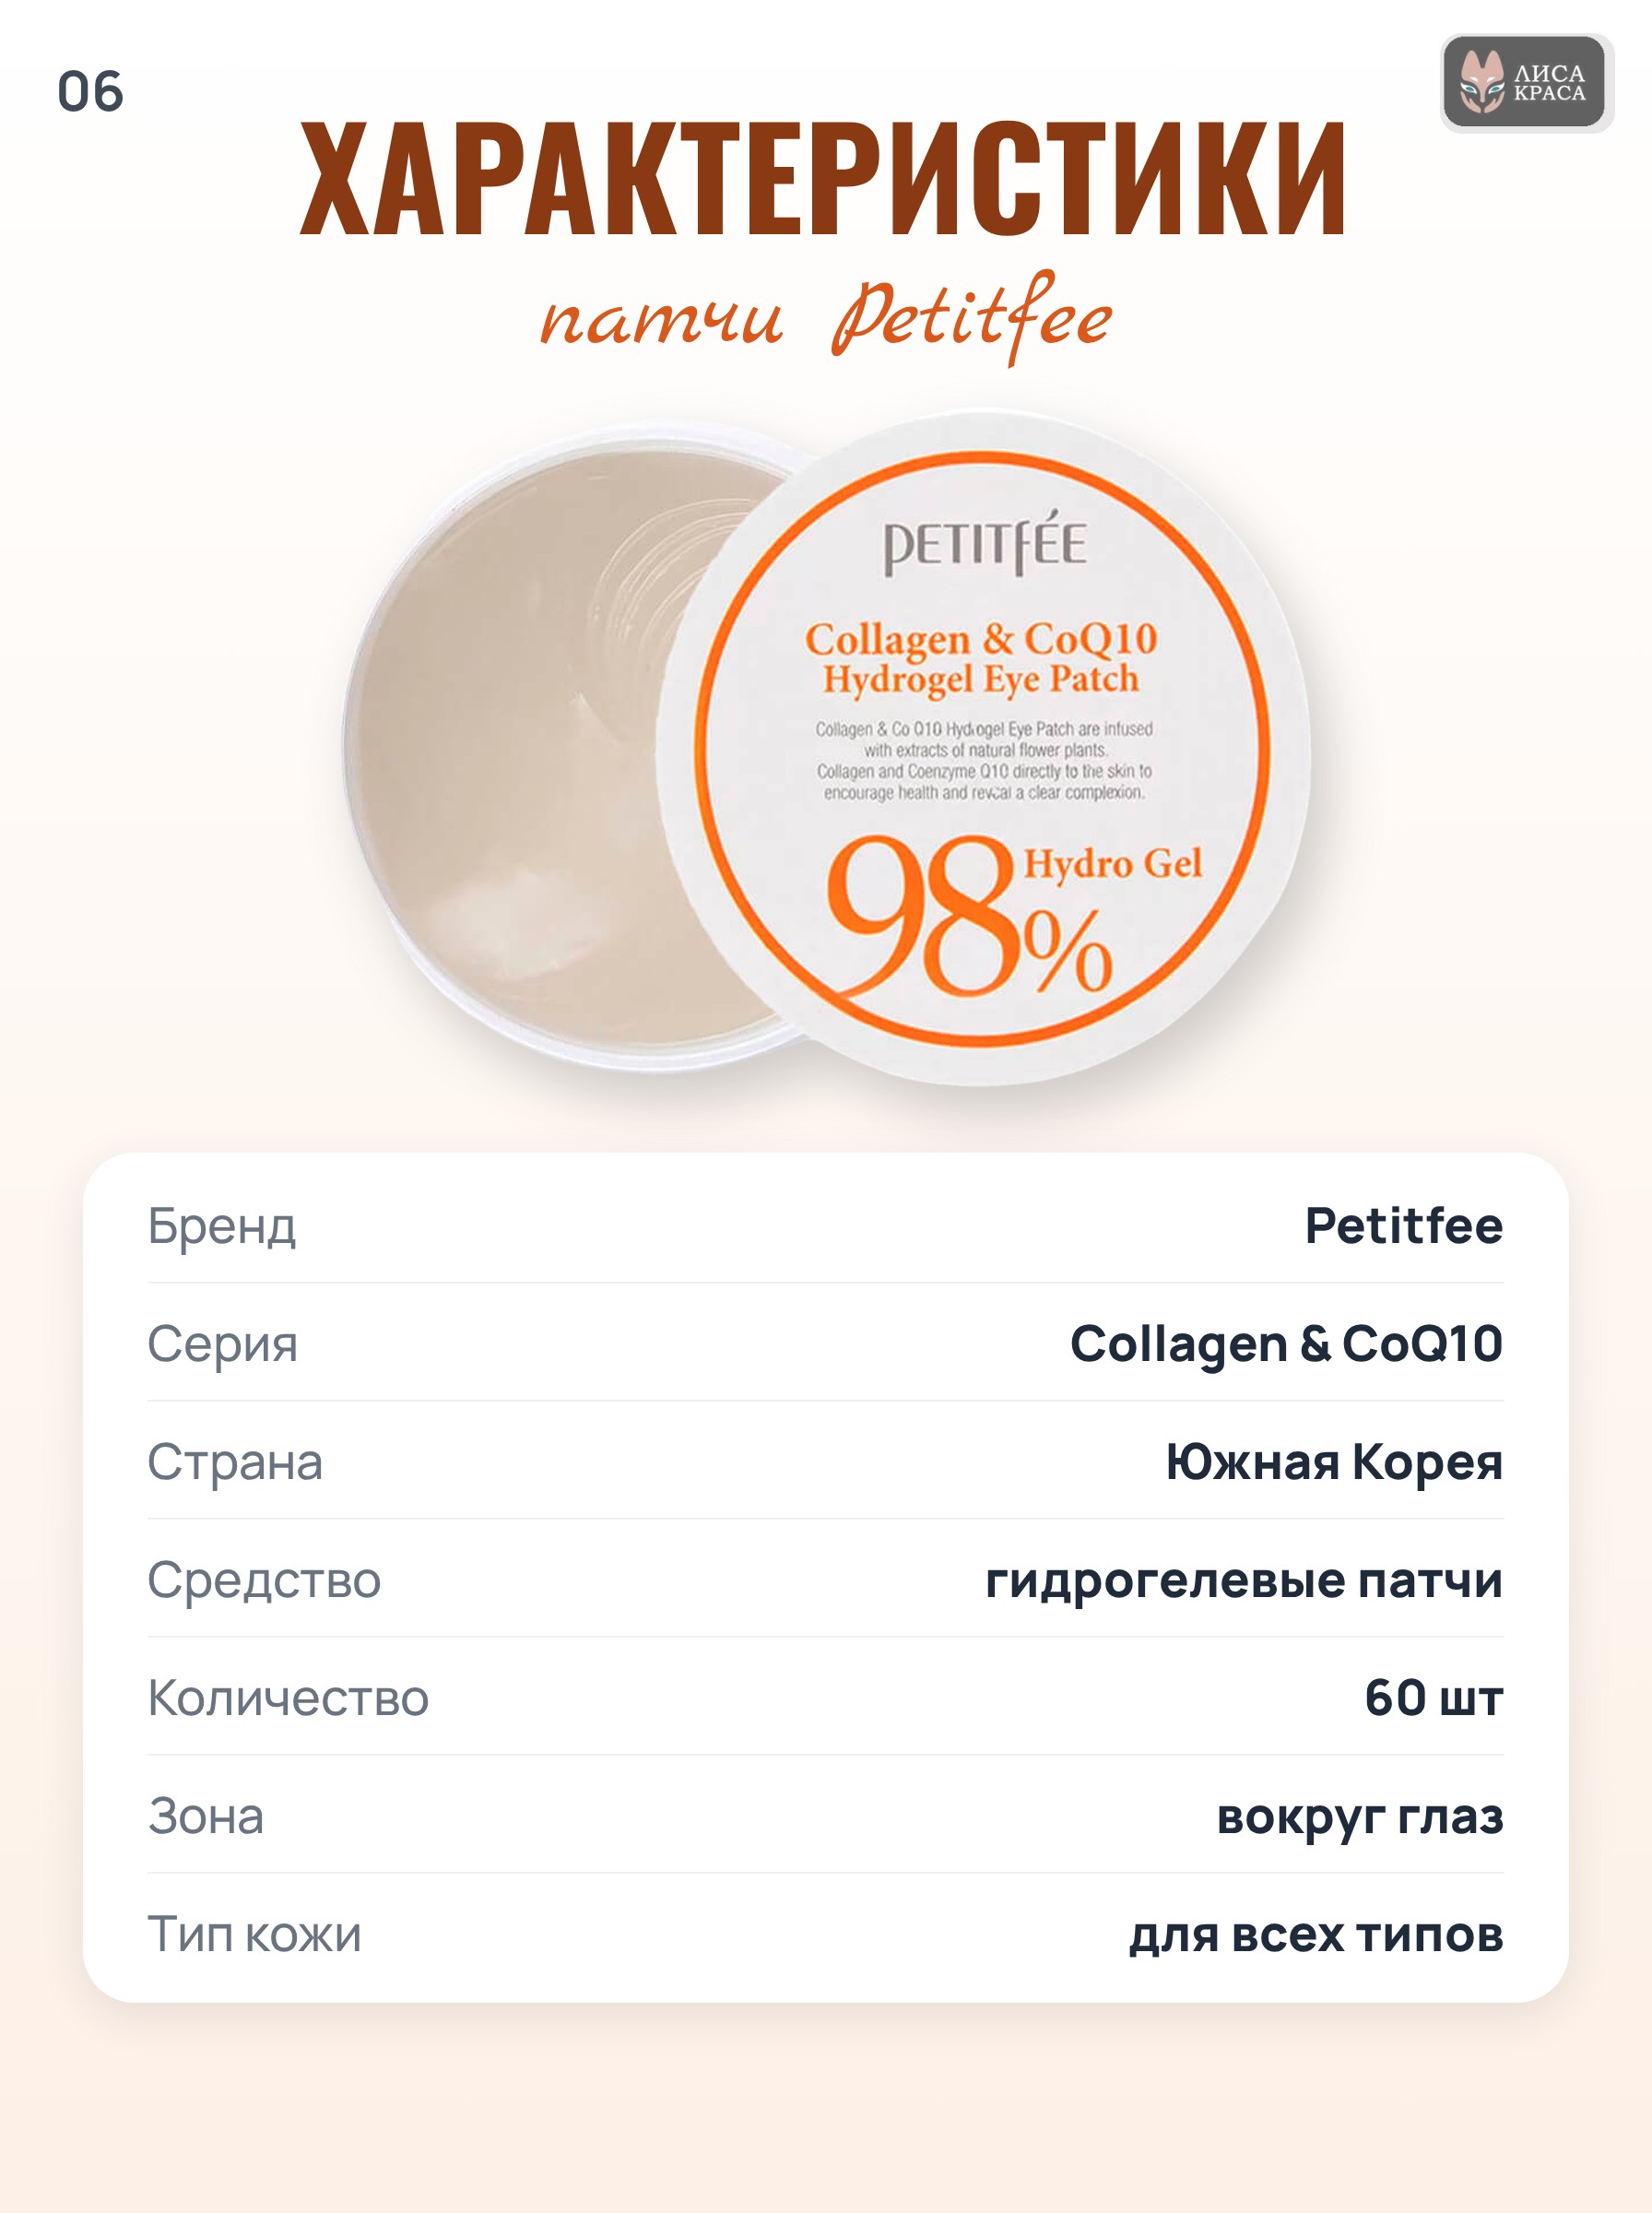 06
ЛИСА
КРАСА
ХАРАКТЕРИСТИКИ
патчи Petitfee
PETITFÉE
Collagen & CoQ10
Hydrogel Eye Patch
Collagen & Co Q10 Hydrogel Eye Patch are infused
with extracts of natural flower plants.
Collagen and Coenzyme Q10 directly to the skin to
encourage health and reveal a clear complexion.
98% Hydro Gel
Бренд Petitfee
Серия Collagen & CoQ10
Страна Южная Корея
Средство гидрогелевые патчи
Количество 60 шт
Зона вокруг глаз
Тип кожи для всех типов